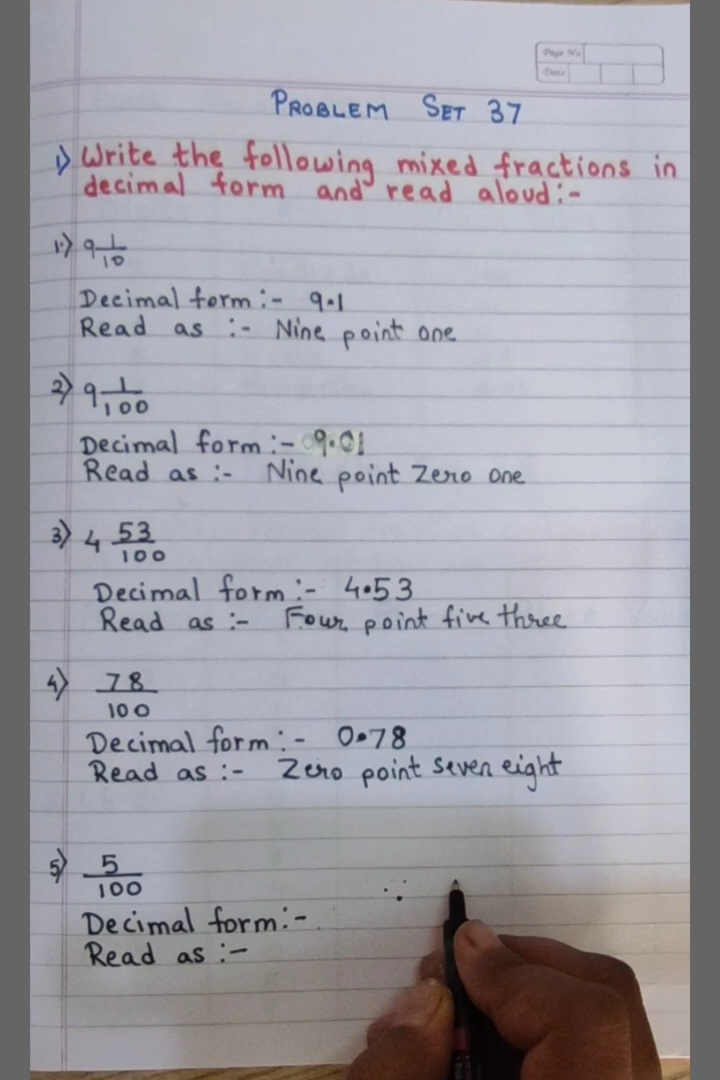 Page No.
Date
PROBLEM SET 37
1) Write the following mixed fractions in
decimal form and read aloud:-
1.) 9 1/10
Decimal form:- 9.1
Read as :- Nine point one
2) 9 1/100
Decimal form:- 9.01
Read as :- Nine point Zero one
3) 4 53/100
Decimal form:- 4.53
Read as :- Four point five three
4) 78/100
Decimal form:- 0.78
Read as :- Zero point seven eight
5) 5/100
Decimal form:-
Read as :-